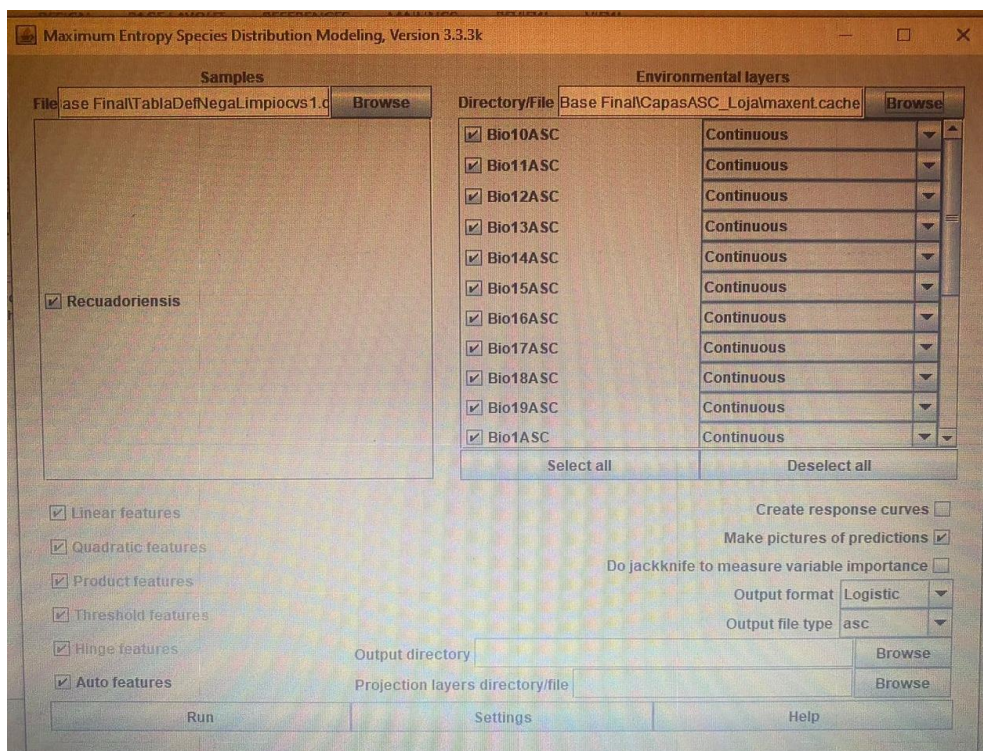 Maximum Entropy Species Distribution Modeling, Version 3.3.3k
Samples
File ase Final\TablaDefNegaLimpiocvs1.c Browse
Environmental layers
Directory/File Base Final\CapasASC_Loja\maxent.cache Browse
Recuadoriensis
Bio10ASC Continuous
Bio11ASC Continuous
Bio12ASC Continuous
Bio13ASC Continuous
Bio14ASC Continuous
Bio15ASC Continuous
Bio16ASC Continuous
Bio17ASC Continuous
Bio18ASC Continuous
Bio19ASC Continuous
Bio1ASC Continuous
Select all Deselect all
Linear features
Quadratic features
Product features
Threshold features
Hinge features
Auto features
Create response curves
Make pictures of predictions
Do jackknife to measure variable importance
Output format Logistic
Output file type asc
Output directory Browse
Projection layers directory/file Browse
Run Settings Help